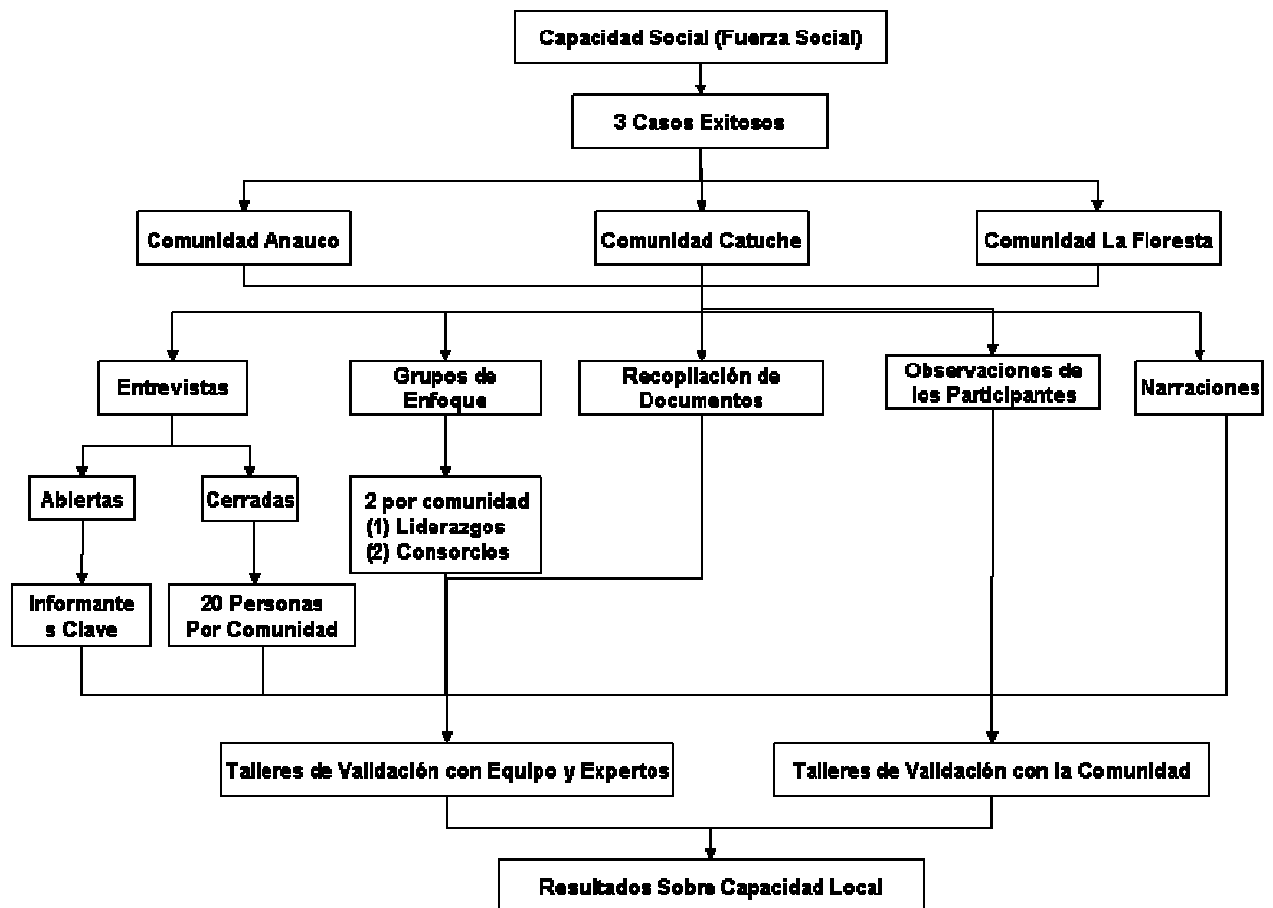 Capacidad Social (Fuerza Social)
3 Casos Exitosos
Comunidad Anauco
Comunidad Catuche
Comunidad La Floresta
Entrevistas
Grupos de
Enfoque
Recopilación de
Documentos
Observaciones de
los Participantes
Narraciones
Abiertas
Cerradas
2 por comunidad
(1) Liderazgos
(2) Consorcios
Informante
s Clave
20 Personas
Por Comunidad
Talleres de Validación con Equipo y Expertos
Talleres de Validación con la Comunidad
Resultados Sobre Capacidad Local